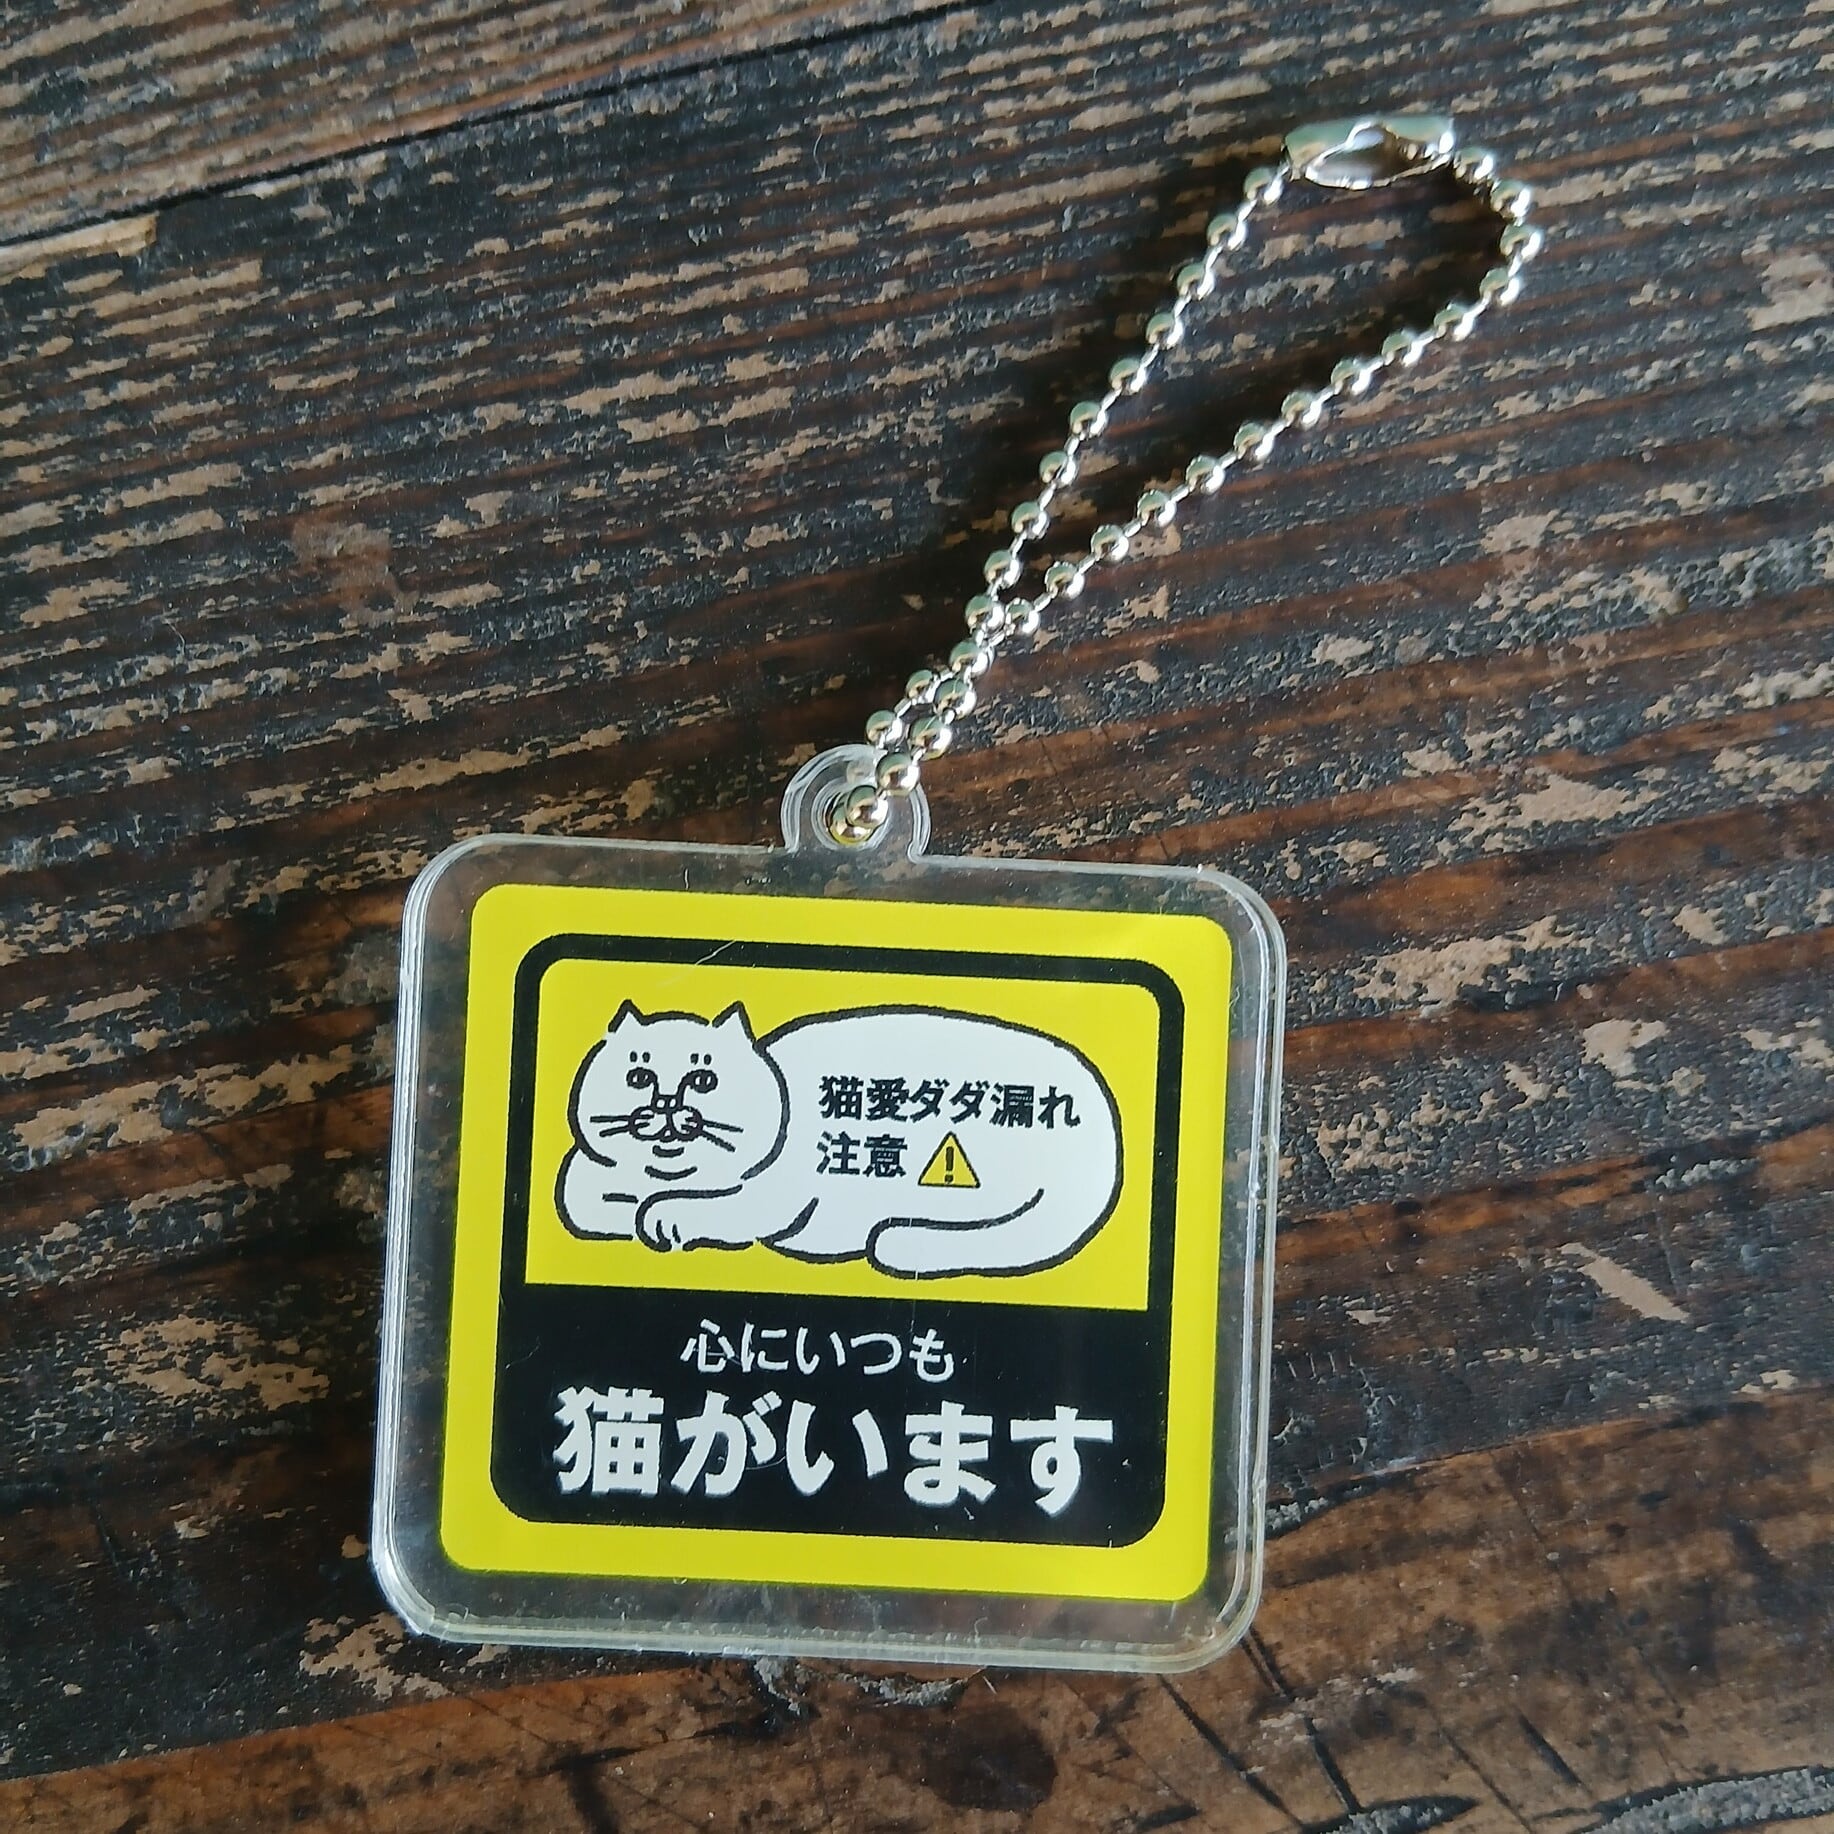 猫愛ダダ漏れ
注意
心にいつも
猫がいます